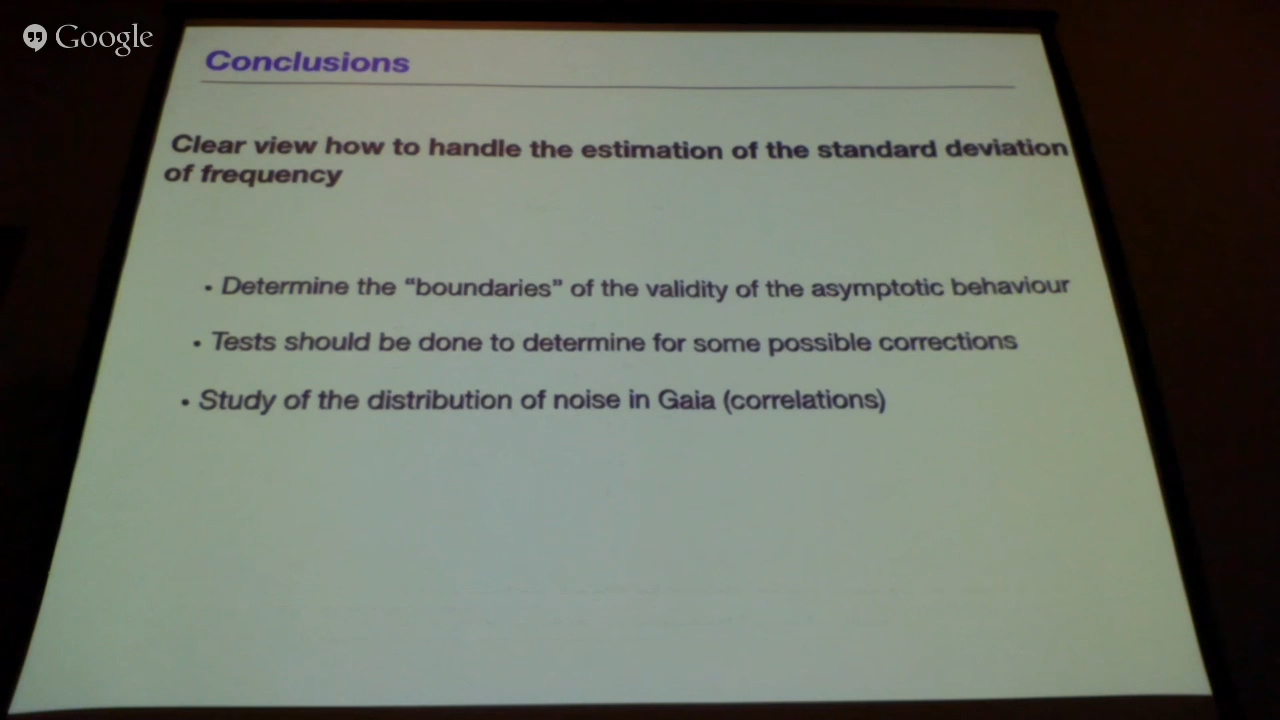 Google
Conclusions
Clear view how to handle the estimation of the standard deviation
of frequency
• Determine the “boundaries” of the validity of the asymptotic behaviour
• Tests should be done to determine for some possible corrections
• Study of the distribution of noise in Gaia (correlations)